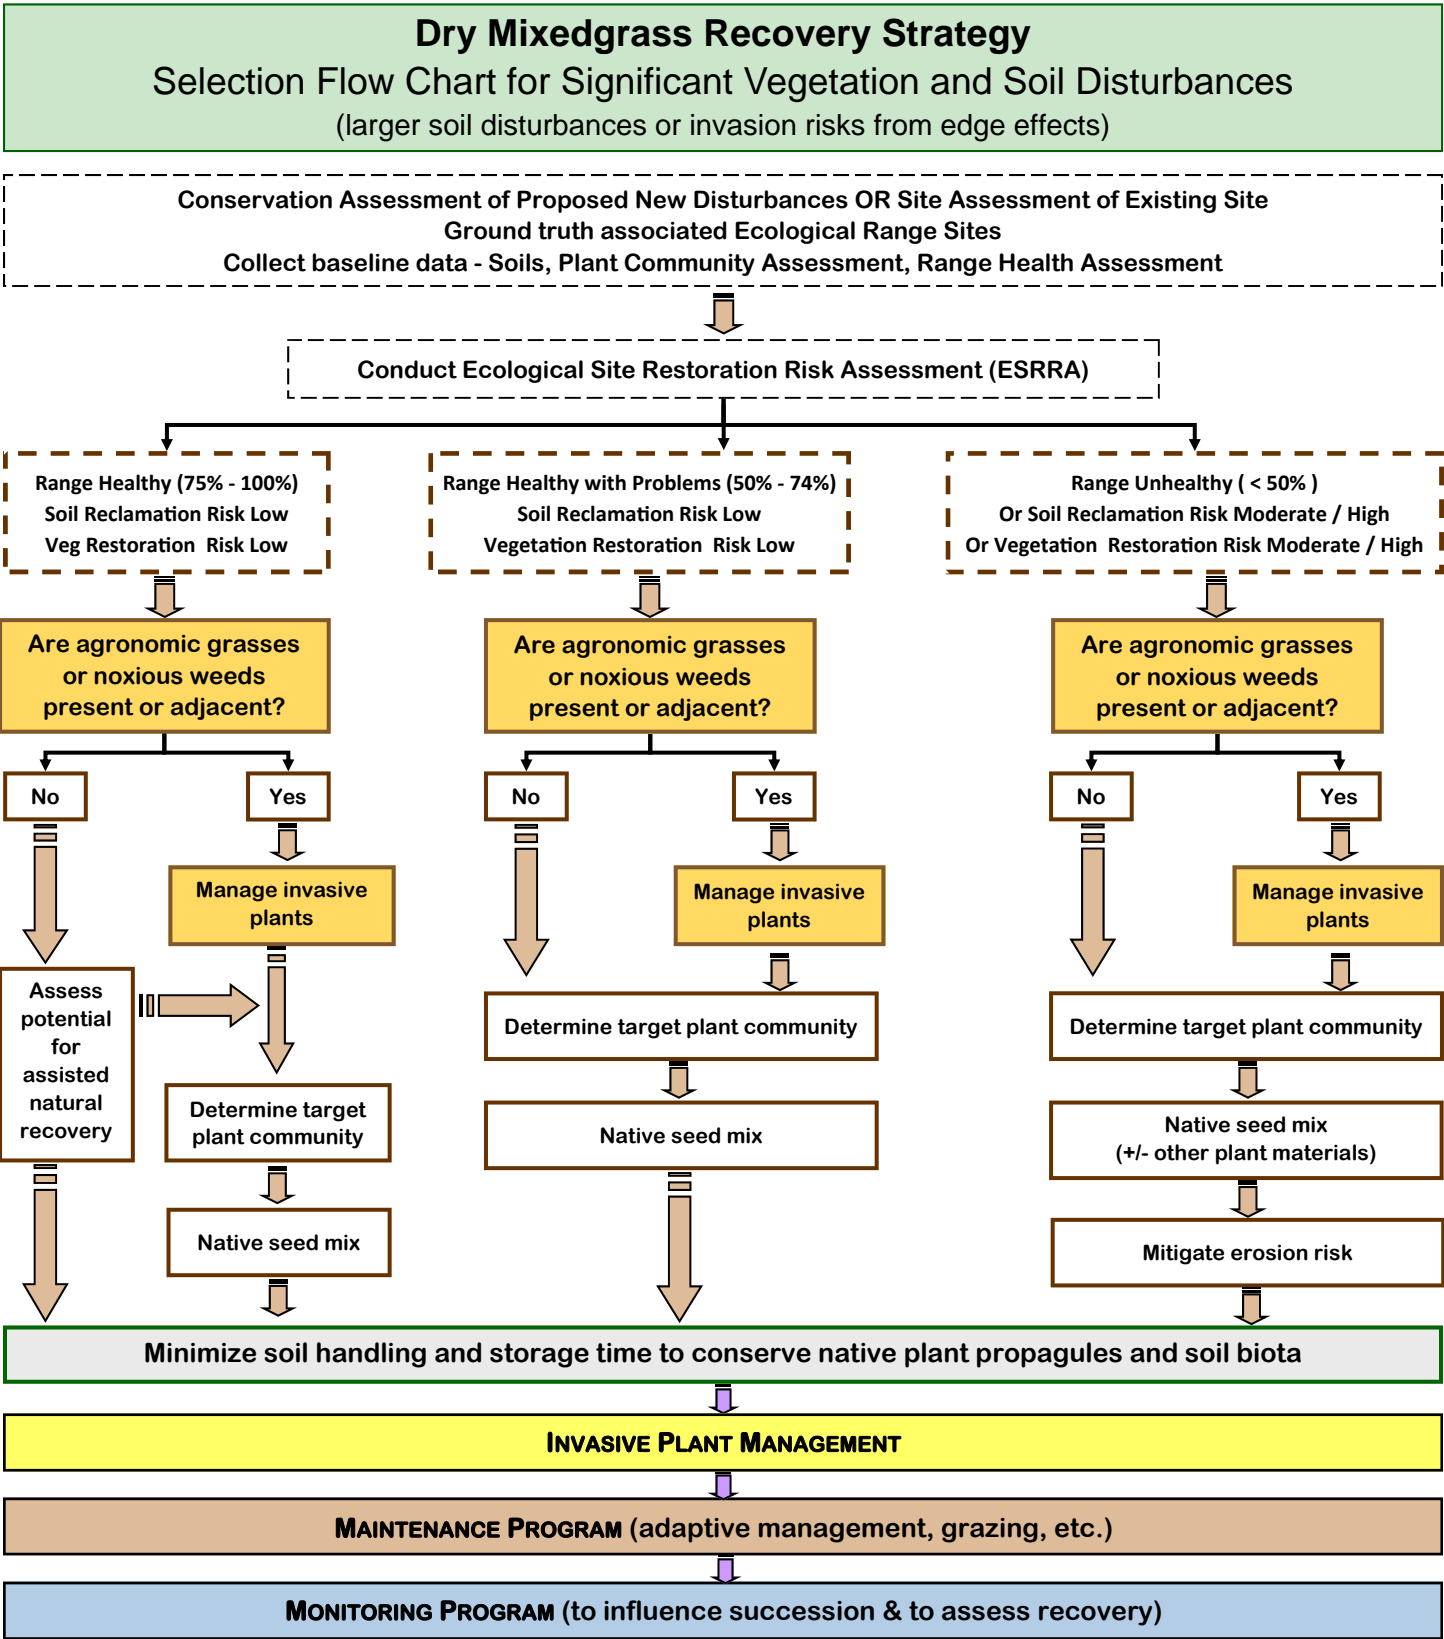 Dry Mixedgrass Recovery Strategy
Selection Flow Chart for Significant Vegetation and Soil Disturbances
(larger soil disturbances or invasion risks from edge effects)
Conservation Assessment of Proposed New Disturbances OR Site Assessment of Existing Site
Ground truth associated Ecological Range Sites
Collect baseline data - Soils, Plant Community Assessment, Range Health Assessment
Conduct Ecological Site Restoration Risk Assessment (ESRRA)
Range Healthy (75% - 100%)
Soil Reclamation Risk Low
Veg Restoration Risk Low
Range Healthy with Problems (50% - 74%)
Soil Reclamation Risk Low
Vegetation Restoration Risk Low
Range Unhealthy ( < 50% )
Or Soil Reclamation Risk Moderate / High
Or Vegetation Restoration Risk Moderate / High
Are agronomic grasses
or noxious weeds
present or adjacent?
Are agronomic grasses
or noxious weeds
present or adjacent?
Are agronomic grasses
or noxious weeds
present or adjacent?
No
Yes
No
Yes
No
Yes
Manage invasive
plants
Manage invasive
plants
Manage invasive
plants
Assess
potential
for
assisted
natural
recovery
Determine target
plant community
Native seed mix
Determine target plant community
Native seed mix
Determine target plant community
Native seed mix
(+/- other plant materials)
Mitigate erosion risk
Minimize soil handling and storage time to conserve native plant propagules and soil biota
INVASIVE PLANT MANAGEMENT
MAINTENANCE PROGRAM (adaptive management, grazing, etc.)
MONITORING PROGRAM (to influence succession & to assess recovery)